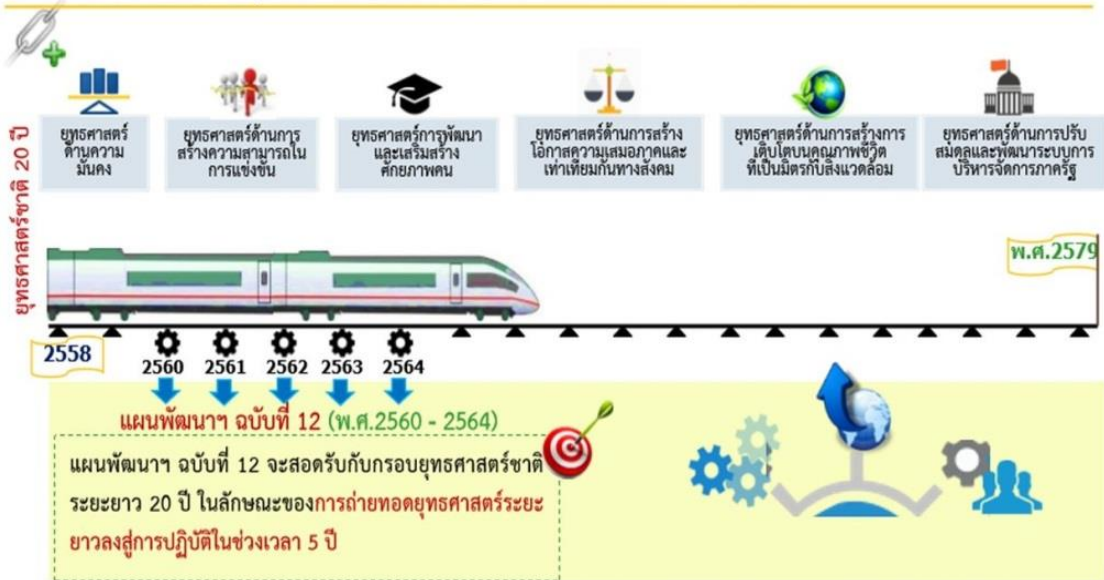 ยุทธศาสตร์ชาติ 20 ปี
ยุทธศาสตร์
ด้านความ
มั่นคง
ยุทธศาสตร์ด้านการ
สร้างความสามารถใน
การแข่งขัน
ยุทธศาสตร์การพัฒนา
และเสริมสร้าง
ศักยภาพคน
ยุทธศาสตร์ด้านการสร้าง
โอกาสความเสมอภาคและ
เท่าเทียมกันทางสังคม
ยุทธศาสตร์ด้านการสร้างการ
เติบโตบนคุณภาพชีวิต
ที่เป็นมิตรกับสิ่งแวดล้อม
ยุทธศาสตร์ด้านการปรับ
สมดุลและพัฒนาระบบการ
บริหารจัดการภาครัฐ
พ.ศ.2579
2558
2560 2561 2562 2563 2564
แผนพัฒนาฯ ฉบับที่ 12 (พ.ศ.2560 - 2564)
แผนพัฒนาฯ ฉบับที่ 12 จะสอดรับกับกรอบยุทธศาสตร์ชาติ
ระยะยาว 20 ปี ในลักษณะของการถ่ายทอดยุทธศาสตร์ระยะ
ยาวลงสู่การปฏิบัติในช่วงเวลา 5 ปี